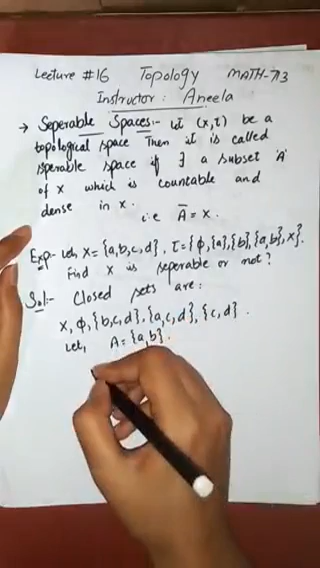 Lecture #16 Topology MATH-713
Instructor: Aneela
→ Seperable Spaces:- Let (X,τ) be a
topological space Then it is called
seperable space if ∃ a subset 'A'
of X which is countable and
dense in X.
i.e Ā = X.
Exp:- Let X={a,b,c,d}, τ={φ,{a},{b},{a,b},X}.
Find X is seperable or not?
Sol:- Closed sets are:
X, φ, {b,c,d}, {a,c,d}, {c,d}.
Let, A={a,b}.